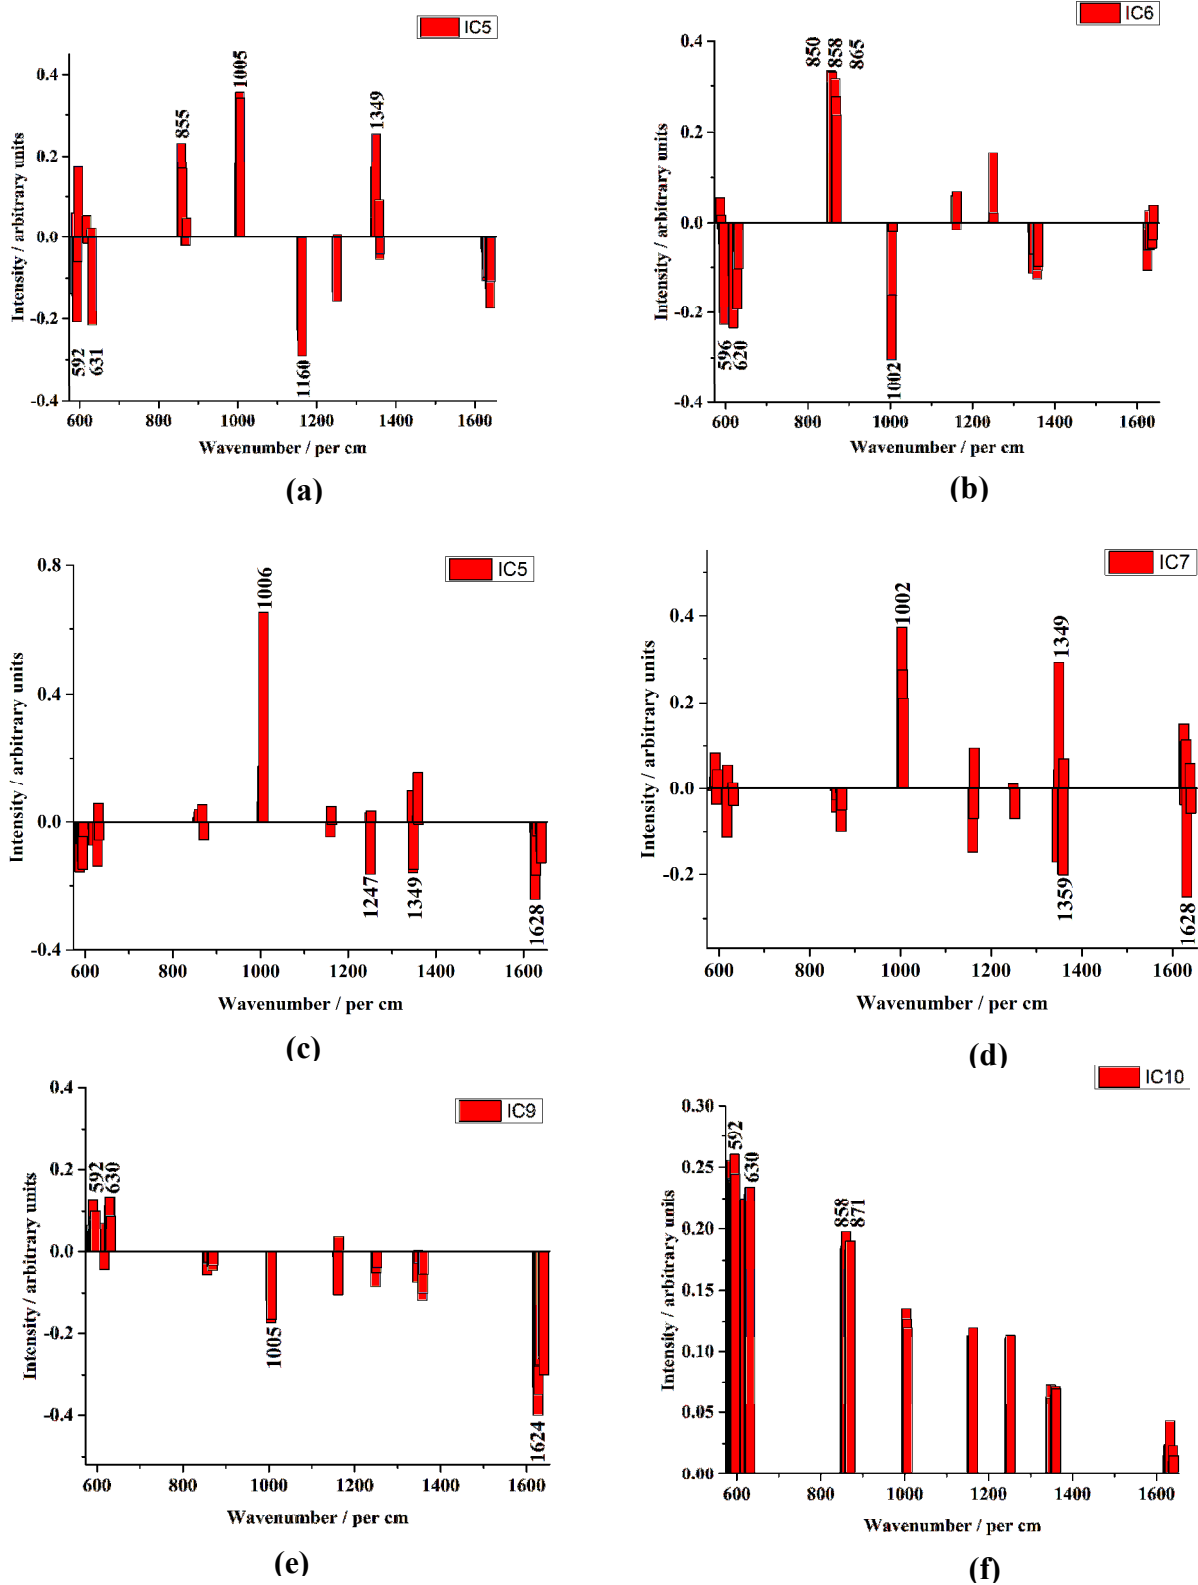 IC5
0.4
0.2
0.0
-0.2
-0.4
Intensity / arbitrary units
592
631
855
1005
1160
1349
600 800 1000 1200 1400 1600
Wavenumber / per cm
(a)
IC6
0.4
0.2
0.0
-0.2
-0.4
Intensity / arbitrary units
596
620
850
858
865
1002
600 800 1000 1200 1400 1600
Wavenumber / per cm
(b)
IC5
0.8
0.4
0.0
-0.4
Intensity / arbitrary units
1006
1247
1349
1628
600 800 1000 1200 1400 1600
Wavenumber / per cm
(c)
IC7
0.4
0.2
0.0
-0.2
Intensity / arbitrary units
1002
1349
1359
1628
600 800 1000 1200 1400 1600
Wavenumber / per cm
(d)
IC9
0.4
0.2
0.0
-0.2
-0.4
Intensity / arbitrary units
592
630
1005
1624
600 800 1000 1200 1400 1600
Wavenumber / per cm
(e)
IC10
0.30
0.25
0.20
0.15
0.10
0.05
0.00
Intensity / arbitrary units
592
630
858
871
600 800 1000 1200 1400 1600
Wavenumber / per cm
(f)